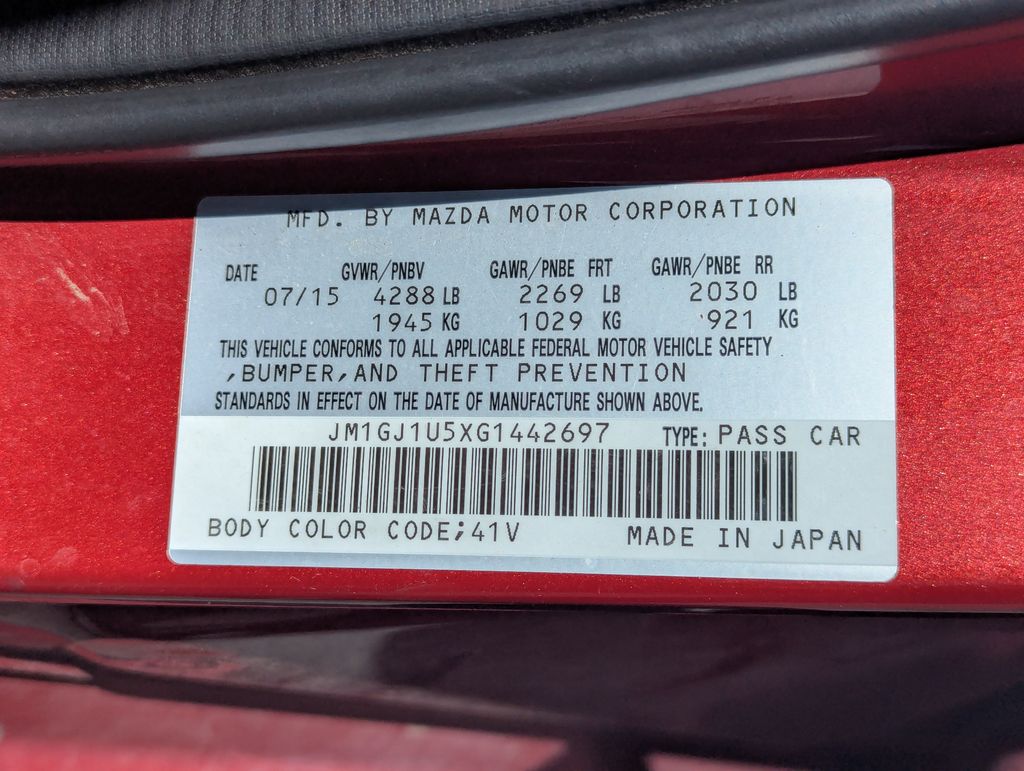 MFD. BY MAZDA MOTOR CORPORATION
DATE GVWR/PNBV GAWR/PNBE FRT GAWR/PNBE RR
07/15 4288 LB 2269 LB 2030 LB
1945 KG 1029 KG 921 KG
THIS VEHICLE CONFORMS TO ALL APPLICABLE FEDERAL MOTOR VEHICLE SAFETY
,BUMPER,AND THEFT PREVENTION
STANDARDS IN EFFECT ON THE DATE OF MANUFACTURE SHOWN ABOVE.
JM1GJ1U5XG1442697 TYPE: PASS CAR
BODY COLOR CODE;41V MADE IN JAPAN